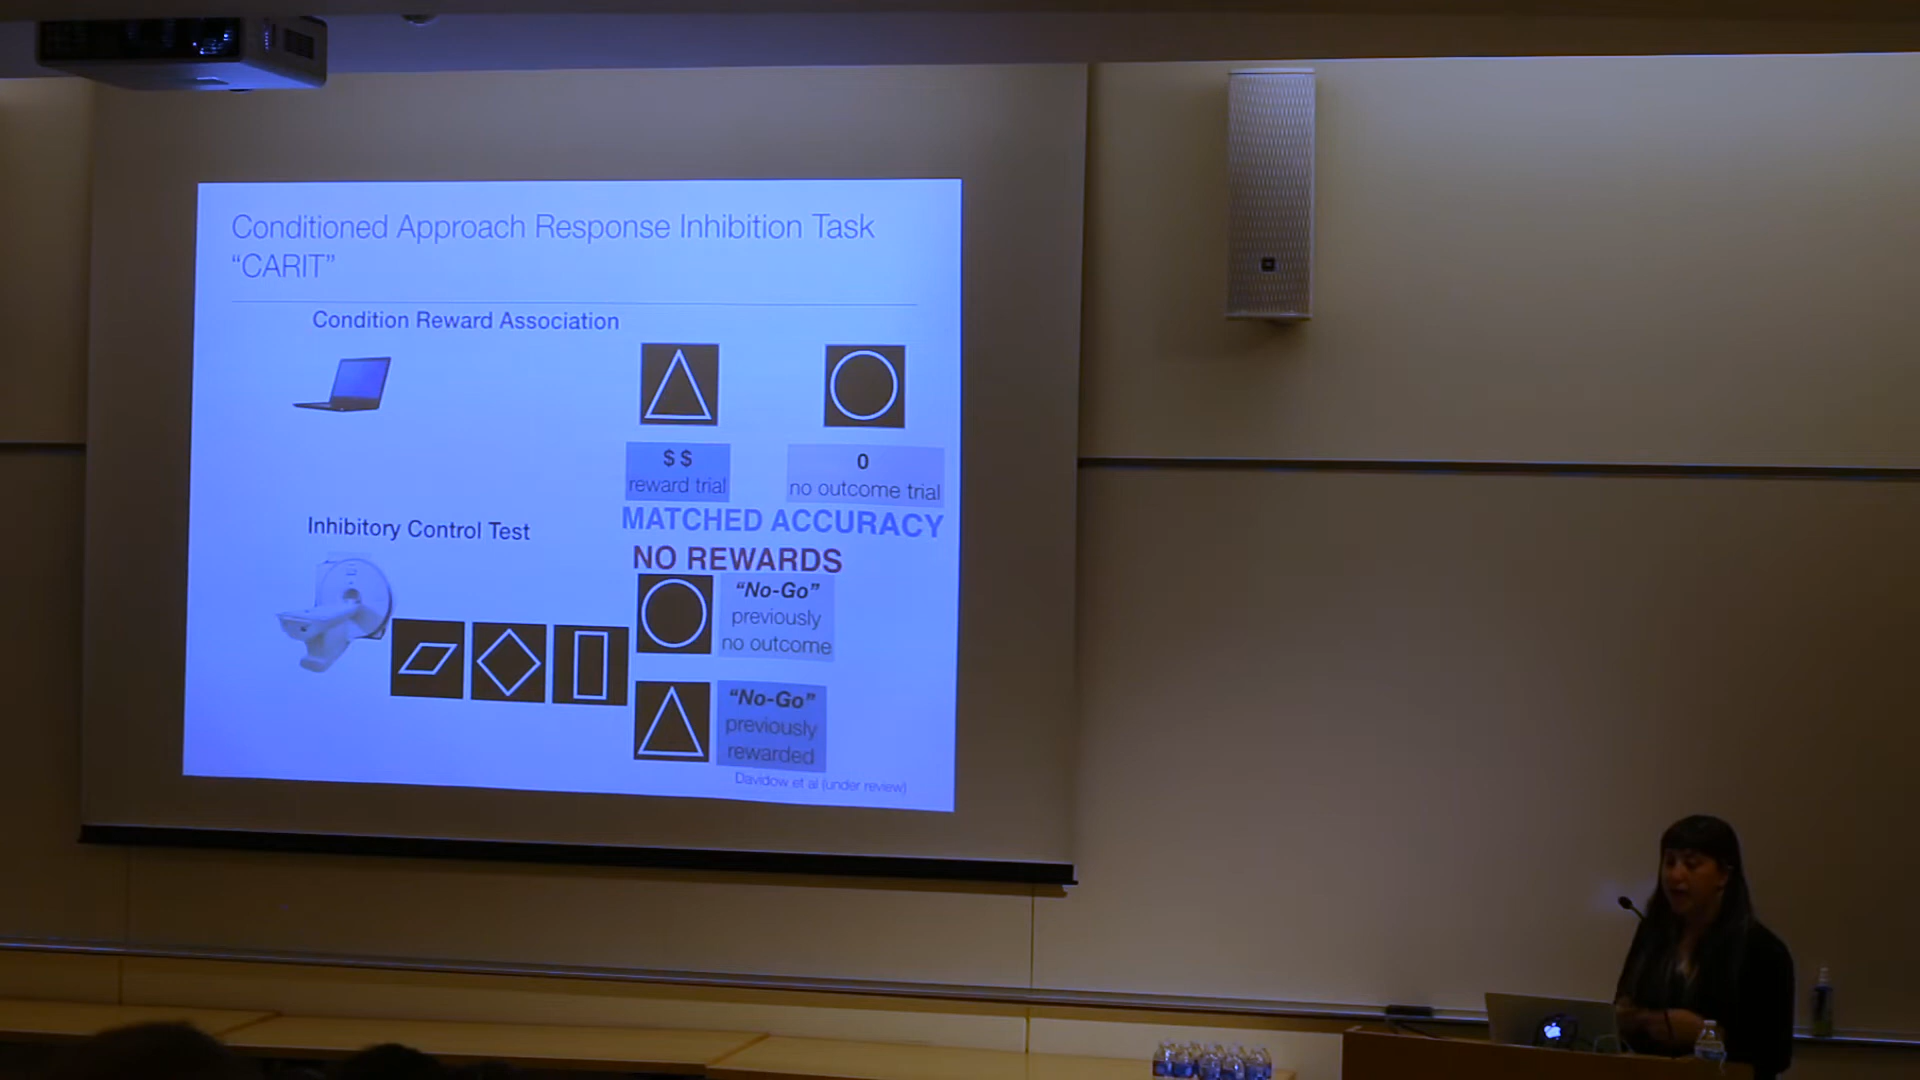 Conditioned Approach Response Inhibition Task
“CARIT”
Condition Reward Association
$ $
reward trial
0
no outcome trial
MATCHED ACCURACY
Inhibitory Control Test
NO REWARDS
“No-Go”
previously
no outcome
“No-Go”
previously
rewarded
Davidow et al (under review)